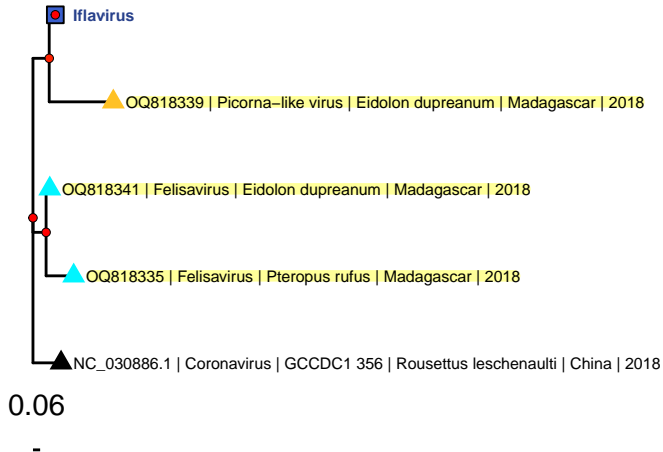 Iflavirus
OQ818339 | Picorna−like virus | Eidolon dupreanum | Madagascar | 2018
OQ818341 | Felisavirus | Eidolon dupreanum | Madagascar | 2018
OQ818335 | Felisavirus | Pteropus rufus | Madagascar | 2018
NC_030886.1 | Coronavirus | GCCDC1 356 | Rousettus leschenaulti | China | 2018
0.06